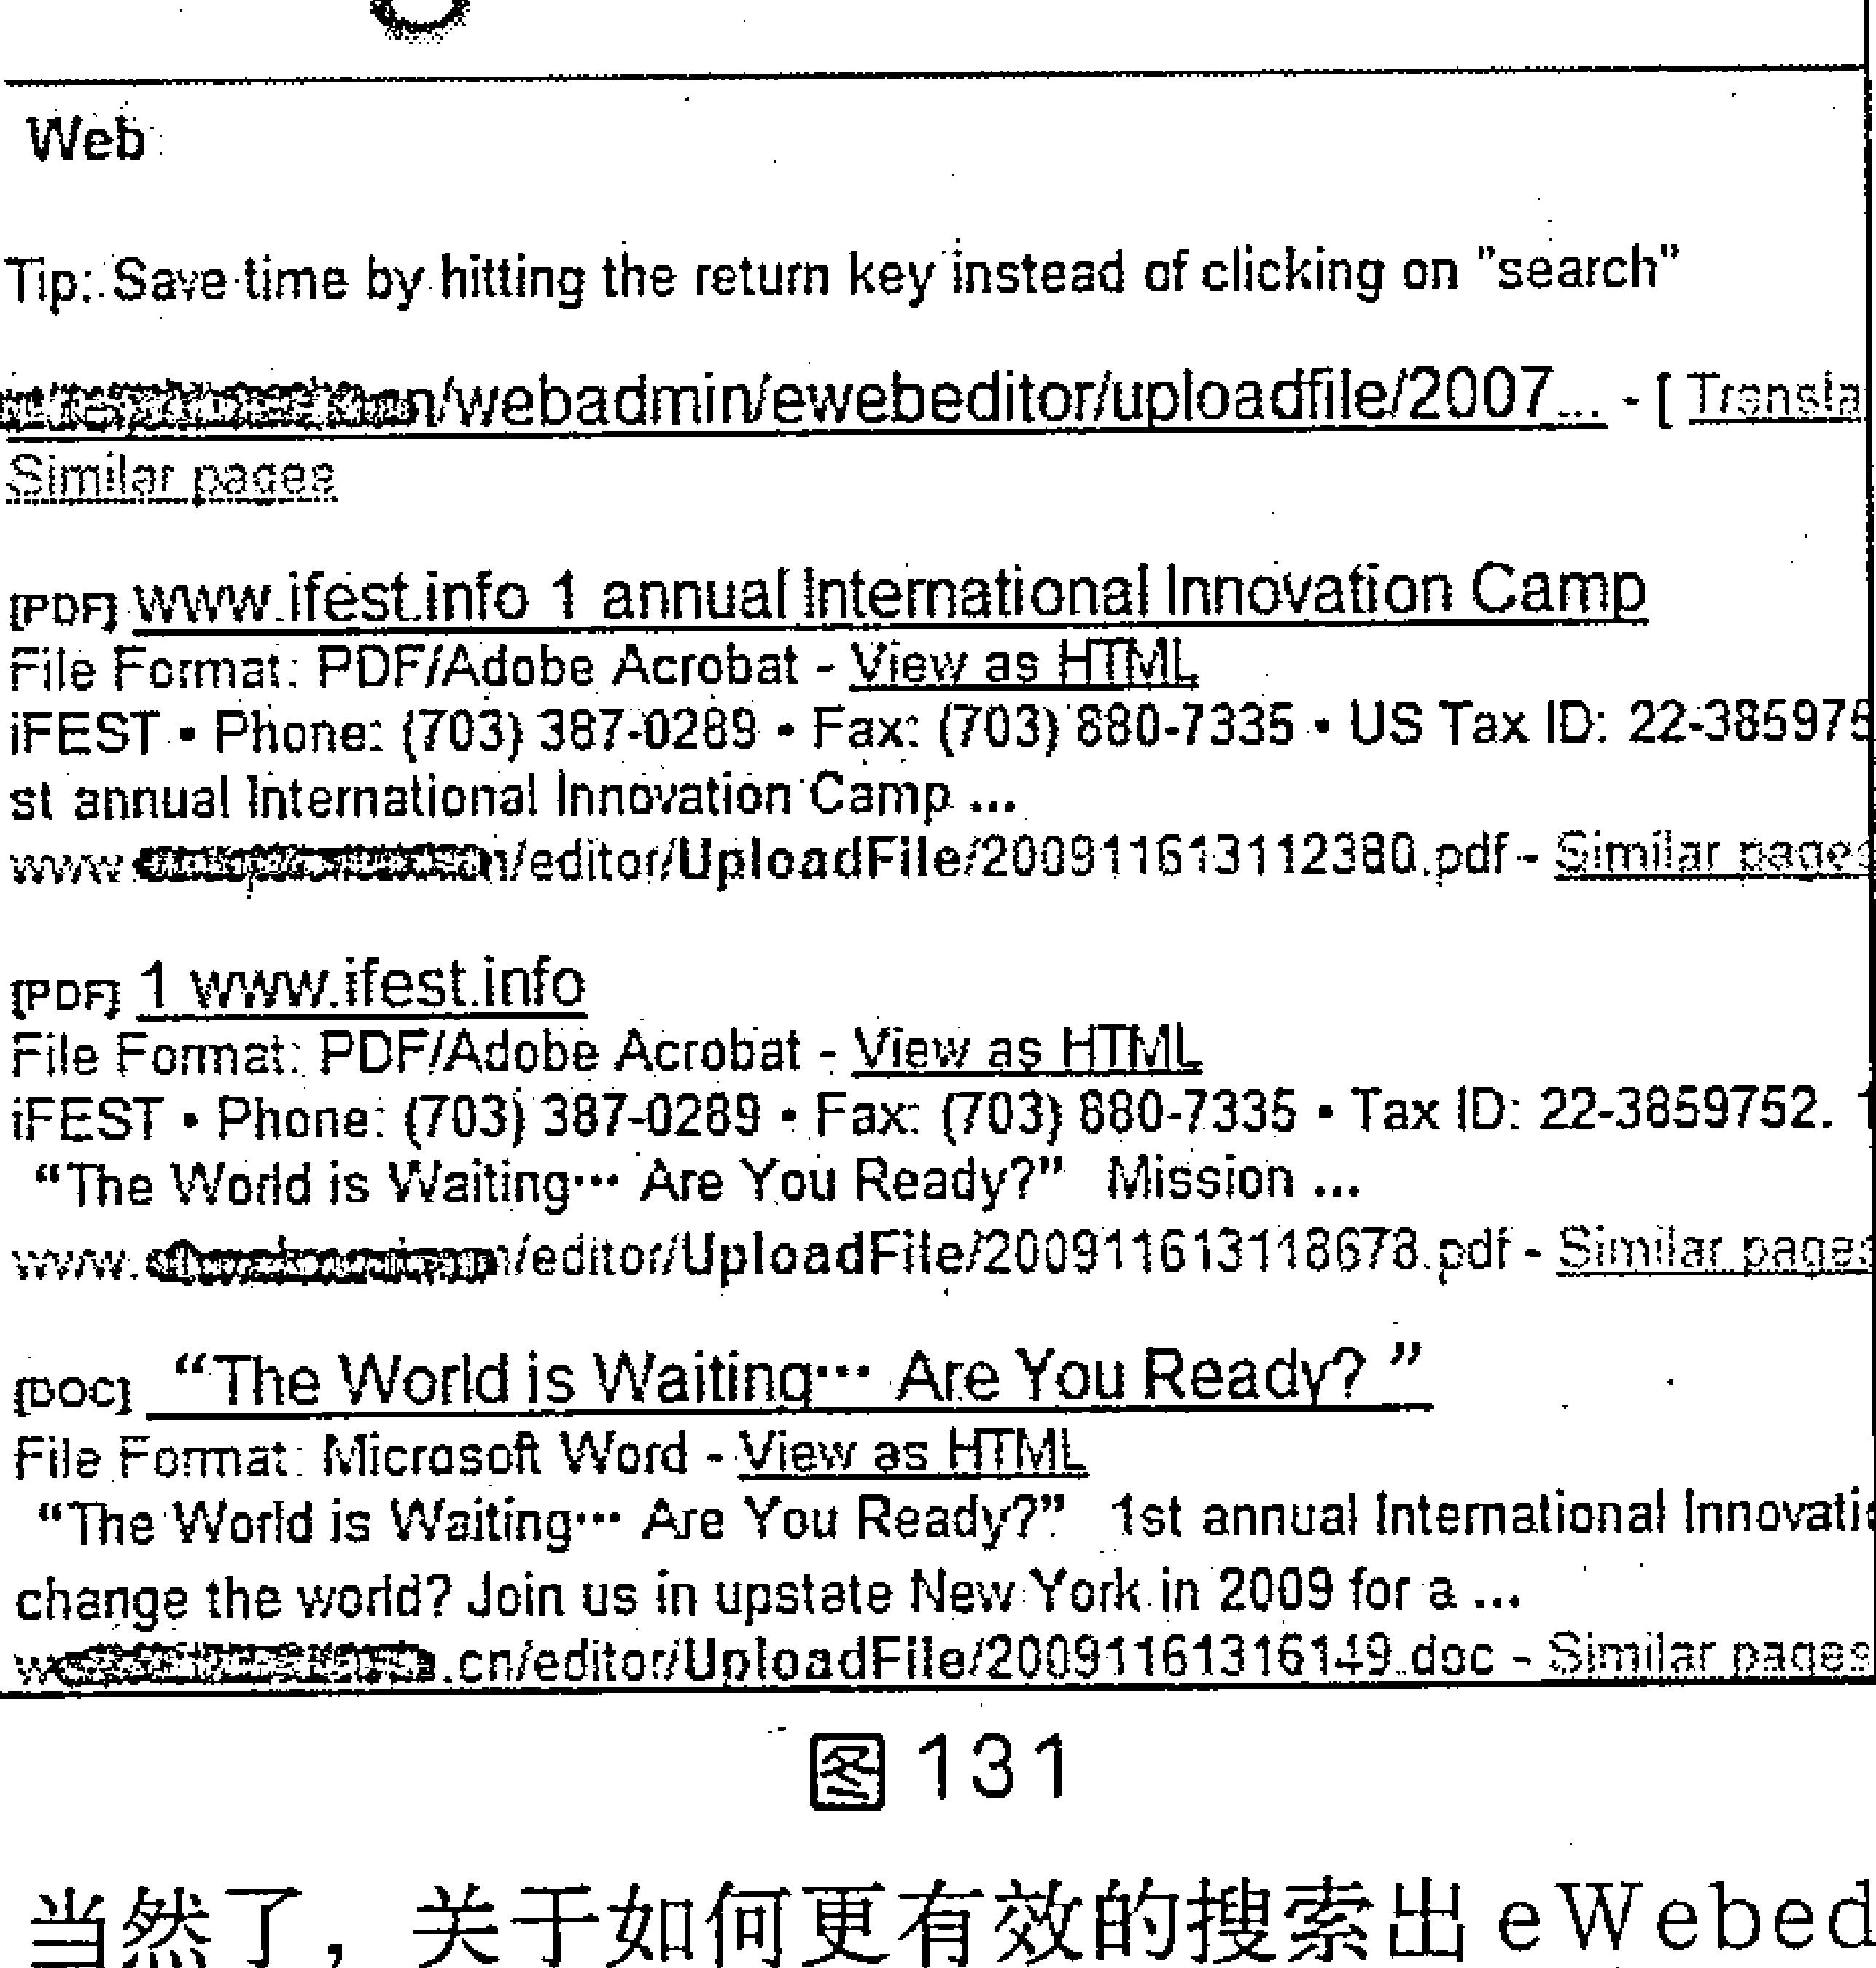 Web
Tip: Save time by hitting the return key instead of clicking on "search"
n/webadmin/ewebeditor/uploadfile/2007... - [ Transla
Similar pages
[PDF] www.ifest.info 1 annual International Innovation Camp
File Format: PDF/Adobe Acrobat - View as HTML
iFEST • Phone: (703) 387-0289 • Fax: (703) 880-7335 • US Tax ID: 22-385975
st annual International Innovation Camp ...
www. n/editor/UploadFile/200911613112380.pdf - Similar pages
[PDF] 1 www.ifest.info
File Format: PDF/Adobe Acrobat - View as HTML
iFEST • Phone: (703) 387-0289 • Fax: (703) 880-7335 • Tax ID: 22-3859752. 1
“The World is Waiting… Are You Ready?” Mission ...
www. n/editor/UploadFile/200911613118678.pdf - Similar pages
[DOC] “The World is Waiting… Are You Ready? ”
File Format: Microsoft Word - View as HTML
“The World is Waiting… Are You Ready?” 1st annual International Innovatio
change the world? Join us in upstate New York in 2009 for a ...
w .cn/editor/UploadFile/20091161316149.doc - Similar pages
图 131
当然了，关于如何更有效的搜索出 eWebed